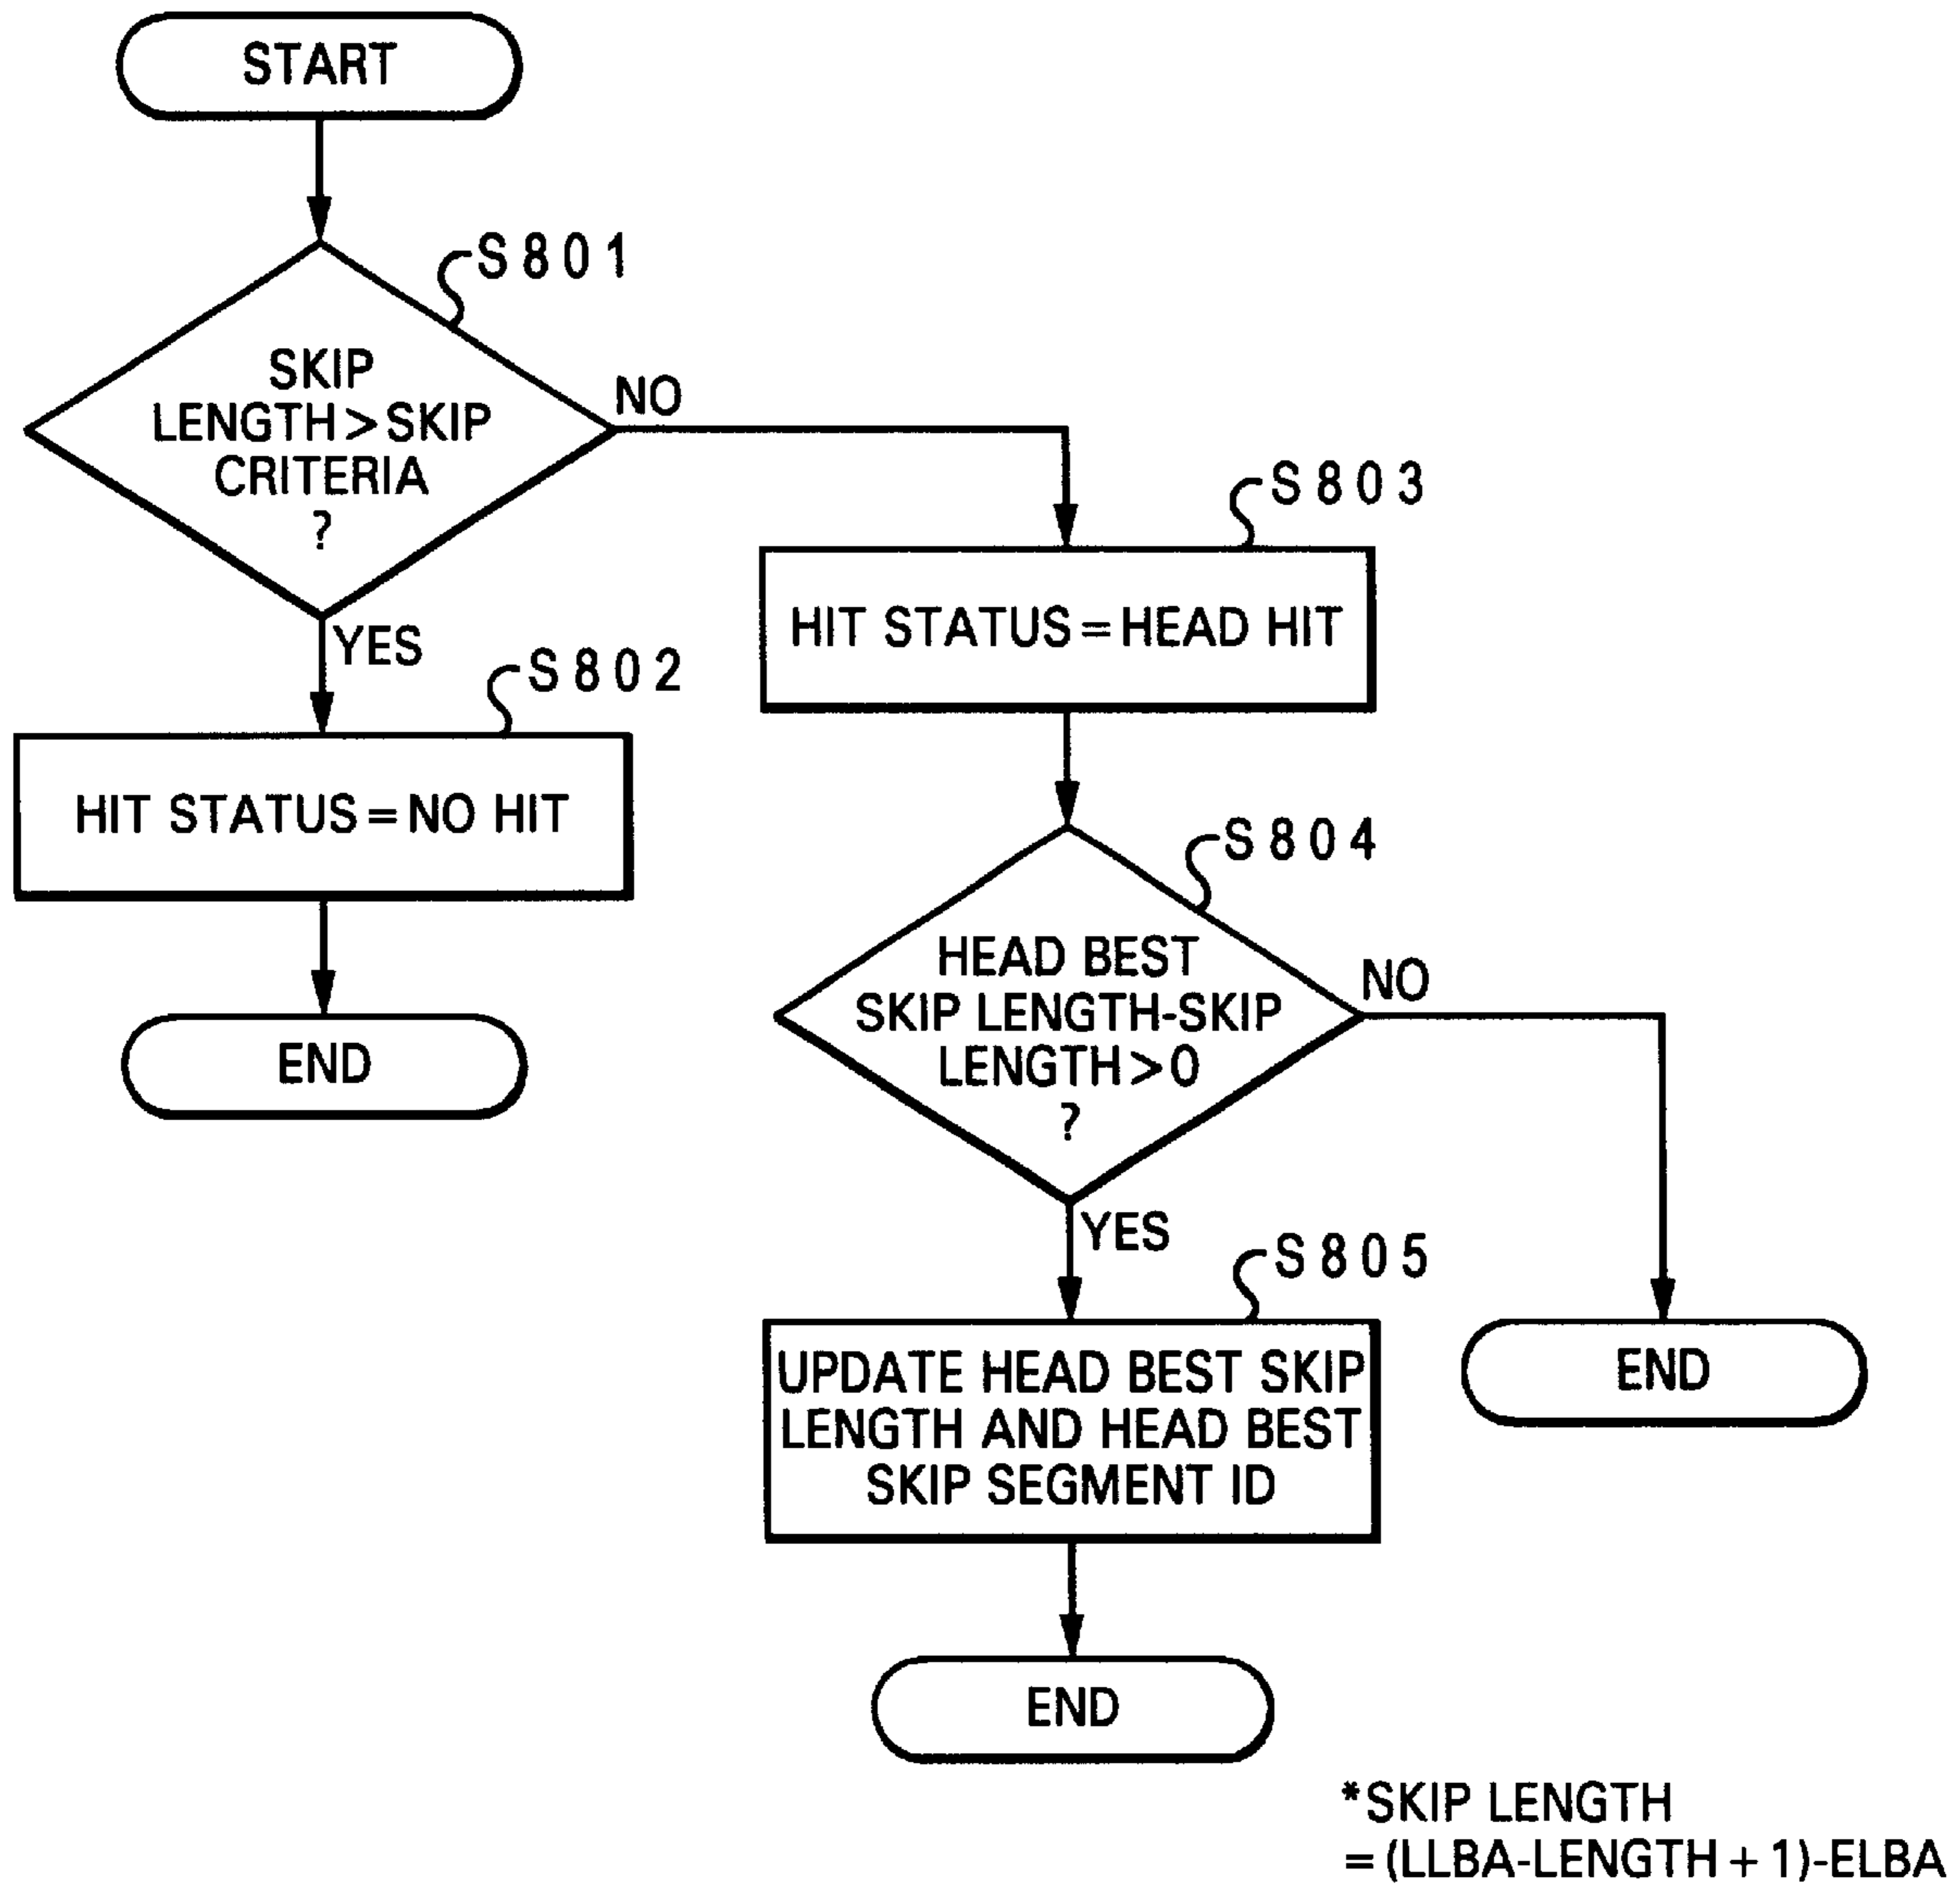 START
S801
SKIP
LENGTH>SKIP
CRITERIA
?
NO
YES
S802
HIT STATUS=NO HIT
END
S803
HIT STATUS=HEAD HIT
S804
HEAD BEST
SKIP LENGTH-SKIP
LENGTH>0
?
NO
YES
S805
UPDATE HEAD BEST SKIP
LENGTH AND HEAD BEST
SKIP SEGMENT ID
END
END
*SKIP LENGTH
=(LLBA-LENGTH+1)-ELBA